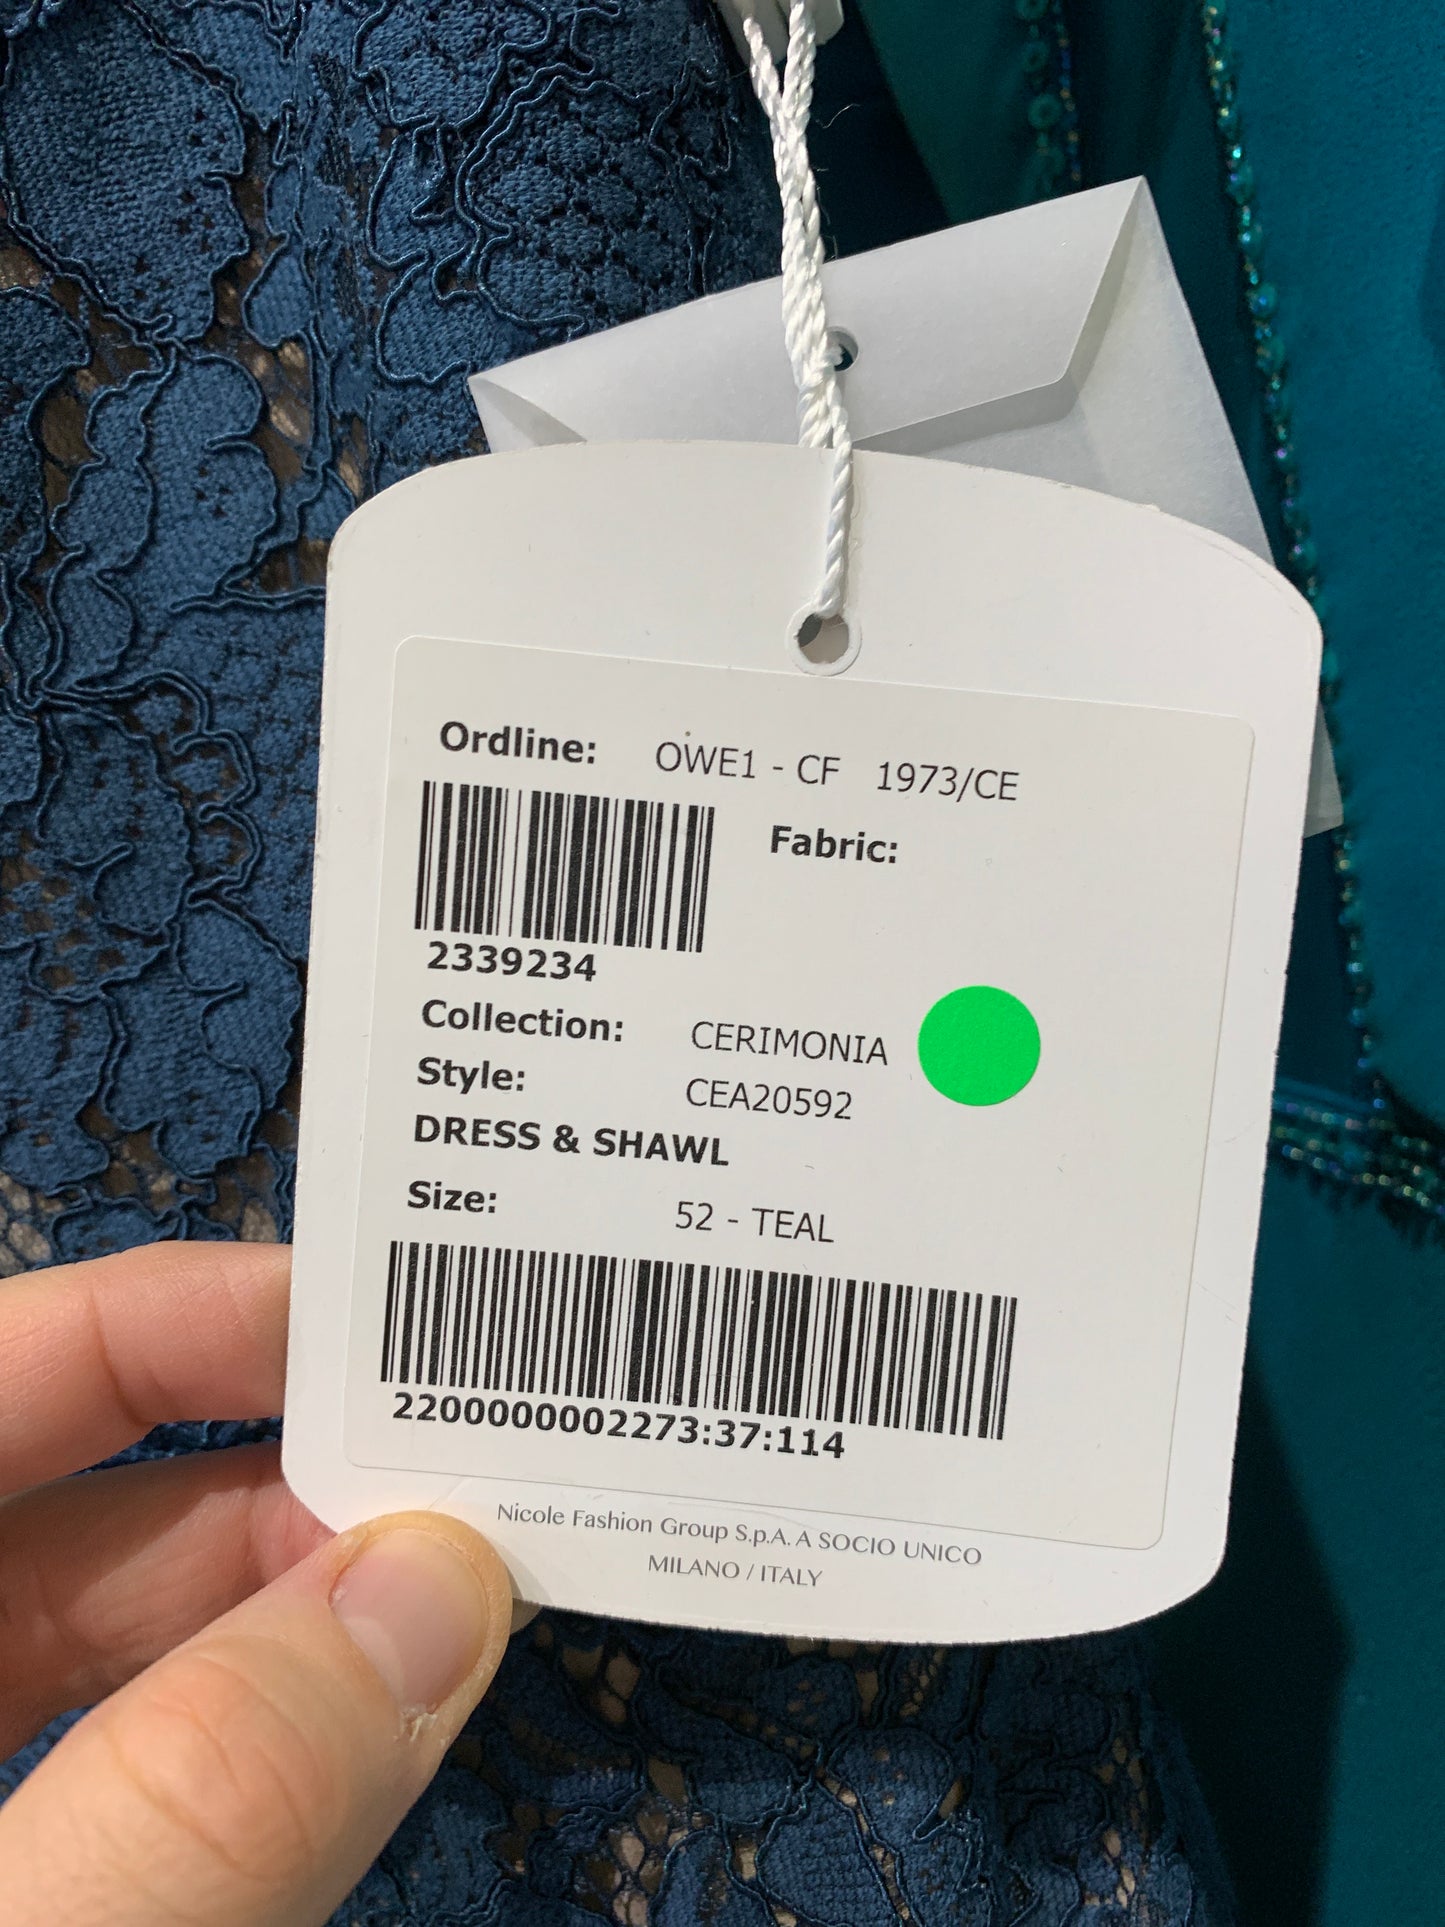 Ordline: OWE1 - CF 1973/CE
Fabric:
2339234
Collection: CERIMONIA
Style: CEA20592
DRESS & SHAWL
Size: 52 - TEAL
2200000002273:37:114
Nicole Fashion Group S.p.A. A SOCIO UNICO
MILANO / ITALY